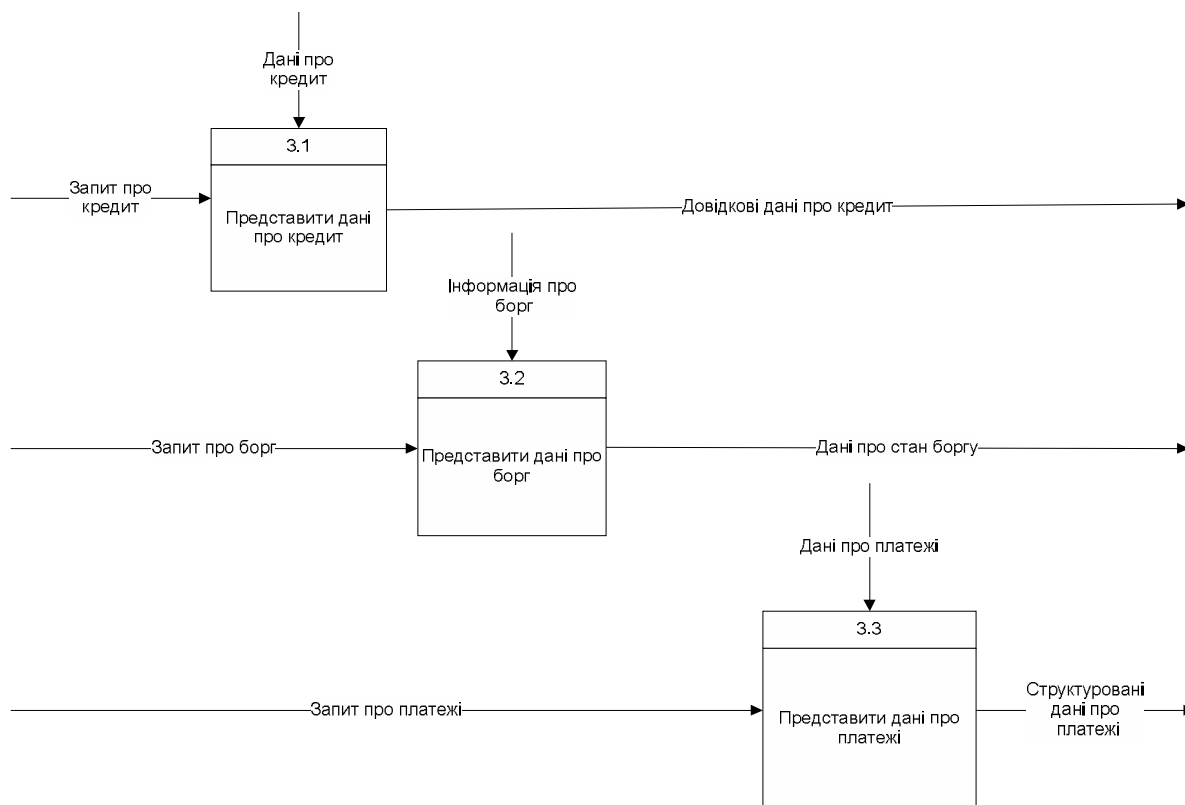 Дані про
кредит
3.1
Запит про
кредит
Представити дані
про кредит
Довідкові дані про кредит
Інформація про
борг
3.2
Запит про борг
Представити дані про
борг
Дані про стан боргу
Дані про платежі
3.3
Запит про платежі
Представити дані про
платежі
Структуровані
дані про
платежі